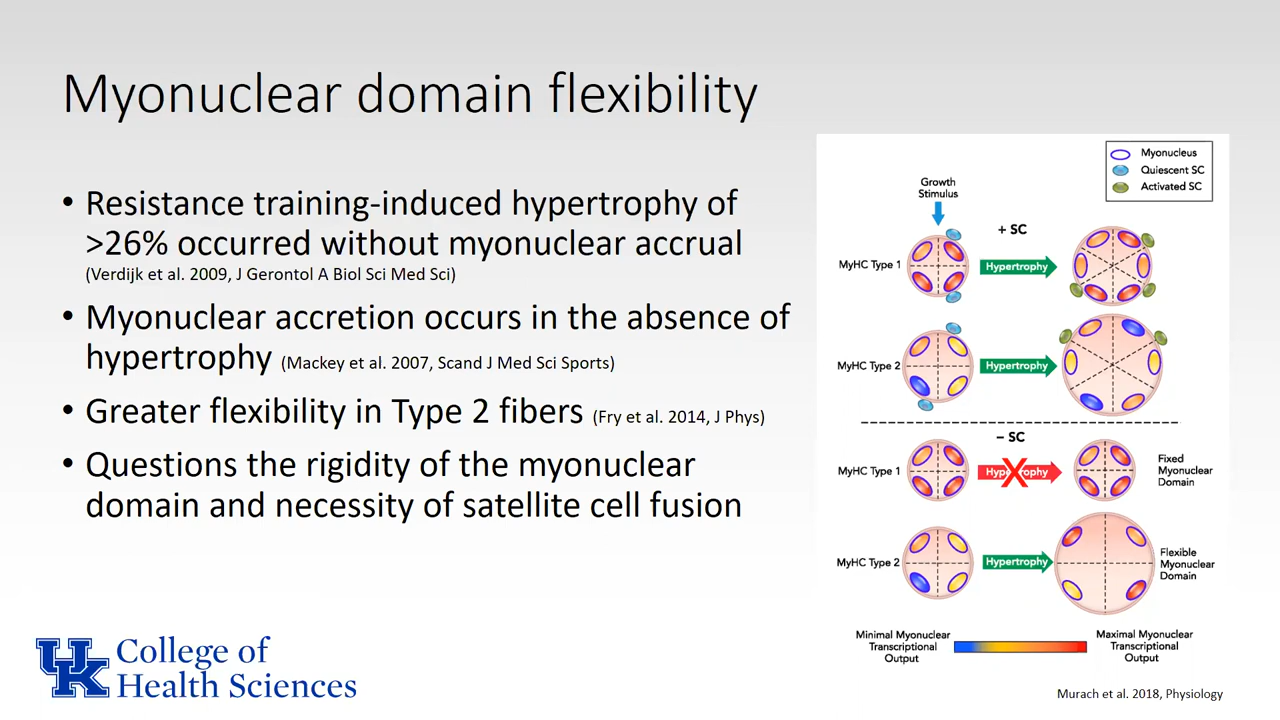 Myonuclear domain flexibility
• Resistance training-induced hypertrophy of
>26% occurred without myonuclear accrual
(Verdijk et al. 2009, J Gerontol A Biol Sci Med Sci)
• Myonuclear accretion occurs in the absence of
hypertrophy (Mackey et al. 2007, Scand J Med Sci Sports)
• Greater flexibility in Type 2 fibers (Fry et al. 2014, J Phys)
• Questions the rigidity of the myonuclear
domain and necessity of satellite cell fusion
Myonucleus
Quiescent SC
Activated SC
Growth
Stimulus
+ SC
MyHC Type 1
Hypertrophy
MyHC Type 2
Hypertrophy
– SC
MyHC Type 1
Hypertrophy
Fixed
Myonuclear
Domain
MyHC Type 2
Hypertrophy
Flexible
Myonuclear
Domain
Minimal Myonuclear
Transcriptional
Output
Maximal Myonuclear
Transcriptional
Output
Murach et al. 2018, Physiology
UK
College of
Health Sciences